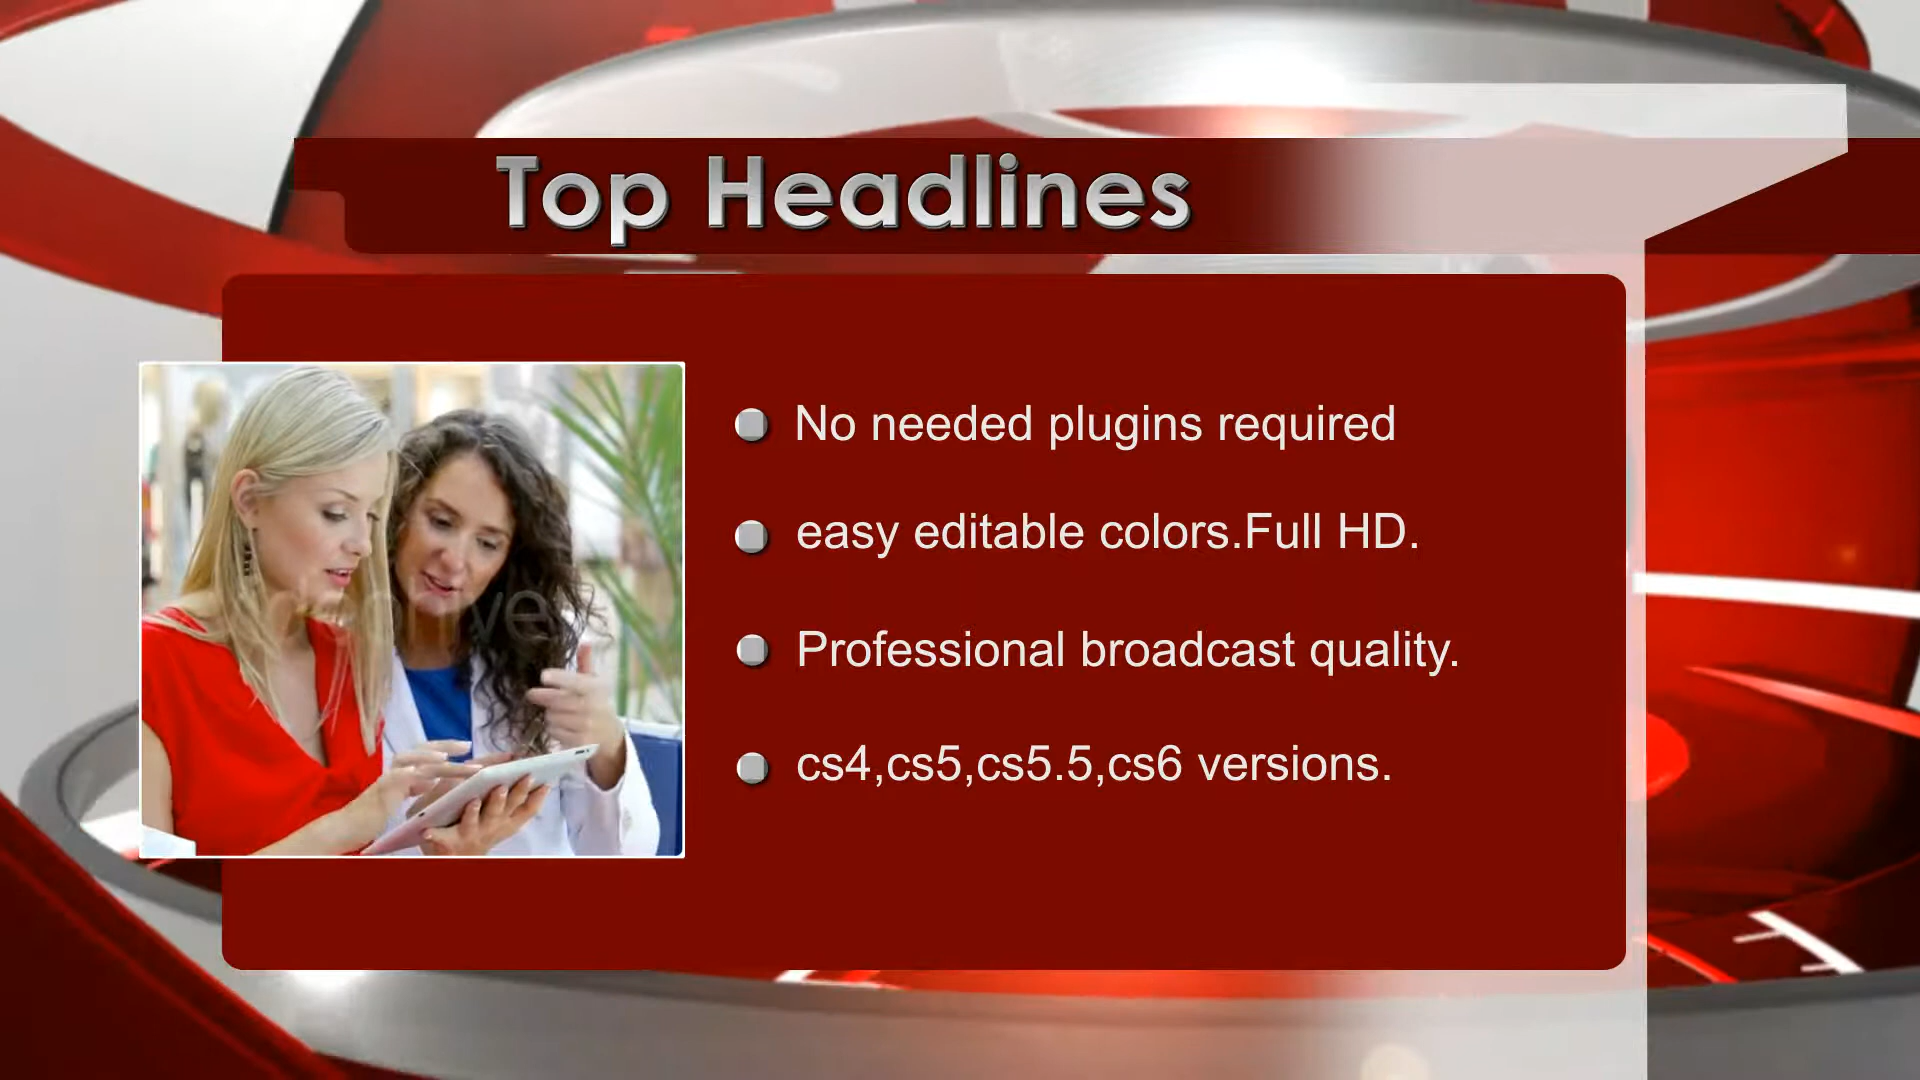 Top Headlines
No needed plugins required
easy editable colors.Full HD.
Professional broadcast quality.
cs4,cs5,cs5.5,cs6 versions.